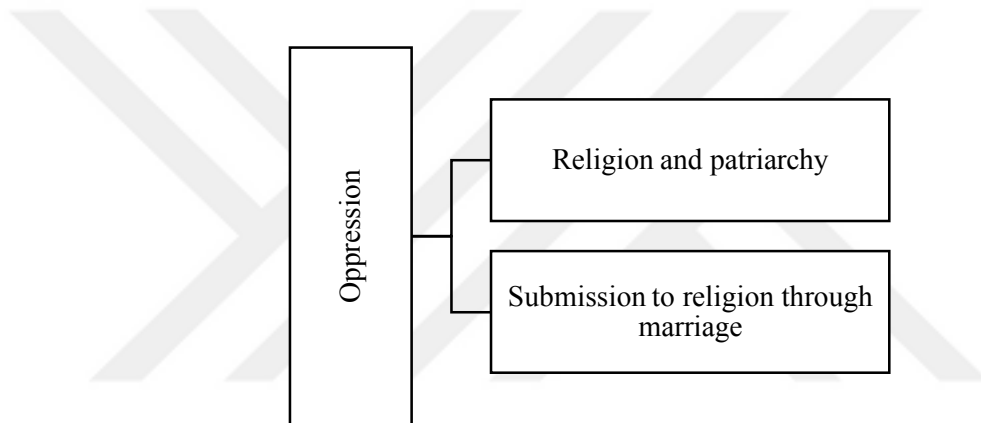 Oppression
Religion and patriarchy
Submission to religion through
marriage